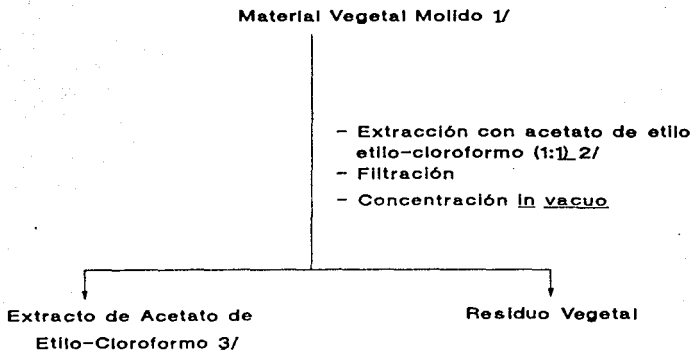 Material Vegetal Molido 1/
- Extracción con acetato de etilo
etilo-cloroformo (1:1) 2/
- Filtración
- Concentración in vacuo
Extracto de Acetato de
Etilo-Cloroformo 3/
Residuo Vegetal